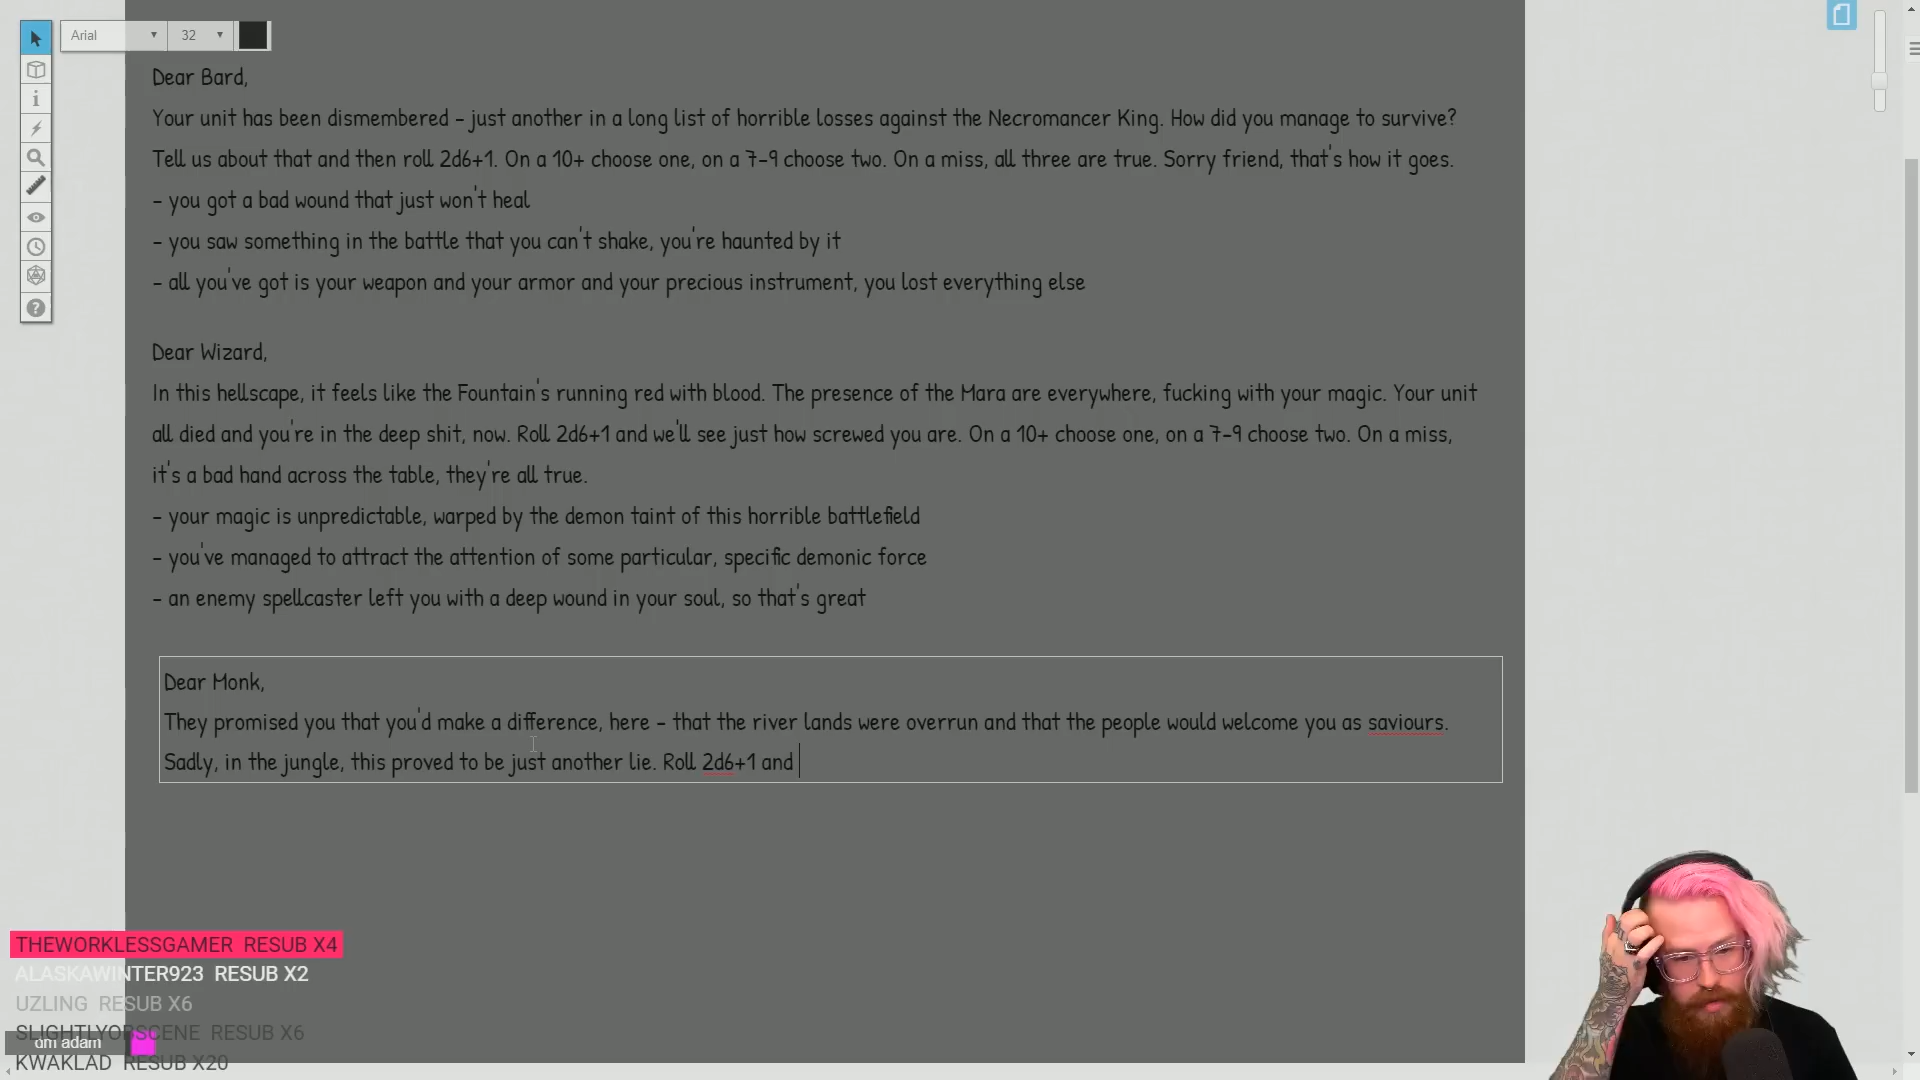 Arial
32
Dear Bard,
Your unit has been dismembered - just another in a long list of horrible losses against the Necromancer King. How did you manage to survive?
Tell us about that and then roll 2d6+1. On a 10+ choose one, on a 7-9 choose two. On a miss, all three are true. Sorry friend, that's how it goes.
- you got a bad wound that just won't heal
- you saw something in the battle that you can't shake, you're haunted by it
- all you've got is your weapon and your armor and your precious instrument, you lost everything else
Dear Wizard,
In this hellscape, it feels like the Fountain's running red with blood. The presence of the Mara are everywhere, fucking with your magic. Your unit
all died and you're in the deep shit, now. Roll 2d6+1 and we'll see just how screwed you are. On a 10+ choose one, on a 7-9 choose two. On a miss,
it's a bad hand across the table, they're all true.
- your magic is unpredictable, warped by the demon taint of this horrible battlefield
- you've managed to attract the attention of some particular, specific demonic force
- an enemy spellcaster left you with a deep wound in your soul, so that's great
Dear Monk,
They promised you that you'd make a difference, here - that the river lands were overrun and that the people would welcome you as saviours.
Sadly, in the jungle, this proved to be just another lie. Roll 2d6+1 and
THEWORKLESSGAMER RESUB X4
ALASKAWINTER923 RESUB X2
UZLING RESUB X6
SLIGHTLYOBSCENE RESUB X6
dm adam
KWAKLAD RESUB X20